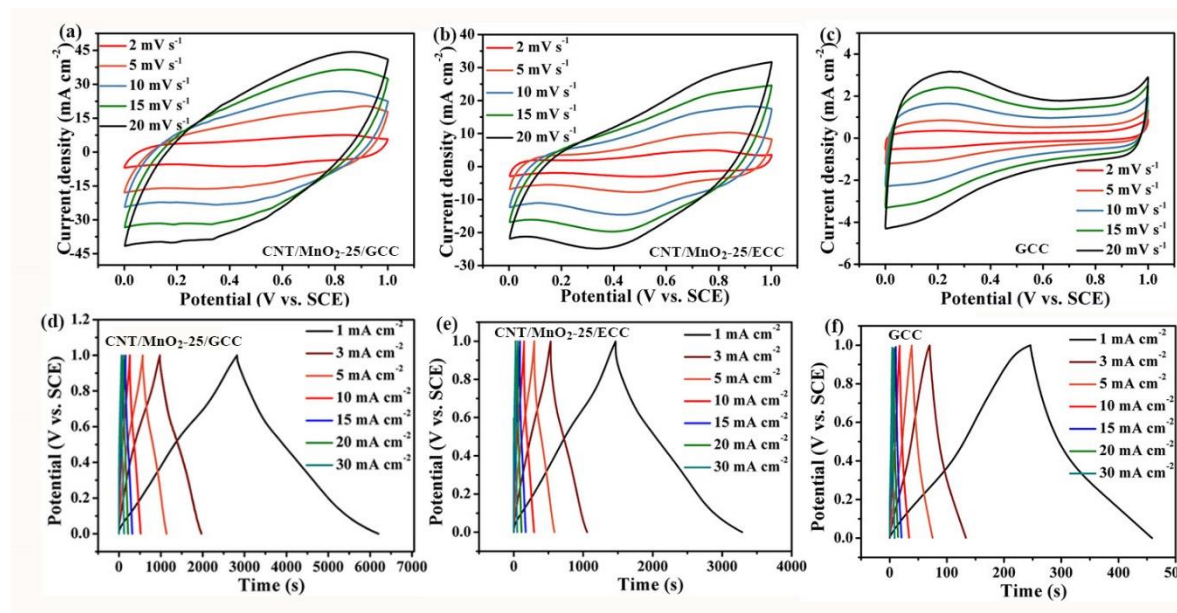 (a)
2 mV s⁻¹
5 mV s⁻¹
10 mV s⁻¹
15 mV s⁻¹
20 mV s⁻¹
45
30
15
0
-15
-30
-45
Current density (mA cm⁻²)
CNT/MnO₂-25/GCC
0.0 0.2 0.4 0.6 0.8 1.0
Potential (V vs. SCE)
(b)
2 mV s⁻¹
5 mV s⁻¹
10 mV s⁻¹
15 mV s⁻¹
20 mV s⁻¹
40
30
20
10
0
-10
-20
-30
Current density (mA cm⁻²)
CNT/MnO₂-25/ECC
0.0 0.2 0.4 0.6 0.8 1.0
Potential (V vs. SCE)
(c)
6
4
2
0
-2
-4
-6
Current density (mA cm⁻²)
2 mV s⁻¹
5 mV s⁻¹
10 mV s⁻¹
15 mV s⁻¹
20 mV s⁻¹
GCC
0.0 0.2 0.4 0.6 0.8 1.0
Potential (V vs. SCE)
(d)
CNT/MnO₂-25/GCC
1 mA cm⁻²
3 mA cm⁻²
5 mA cm⁻²
10 mA cm⁻²
15 mA cm⁻²
20 mA cm⁻²
30 mA cm⁻²
1.2
1.0
0.8
0.6
0.4
0.2
0.0
Potential (V vs. SCE)
0 1000 2000 3000 4000 5000 6000 7000
Time (s)
(e)
CNT/MnO₂-25/ECC
1 mA cm⁻²
3 mA cm⁻²
5 mA cm⁻²
10 mA cm⁻²
15 mA cm⁻²
20 mA cm⁻²
30 mA cm⁻²
1.2
1.0
0.8
0.6
0.4
0.2
0.0
Potential (V vs. SCE)
0 1000 2000 3000 4000
Time (s)
(f)
GCC
1 mA cm⁻²
3 mA cm⁻²
5 mA cm⁻²
10 mA cm⁻²
15 mA cm⁻²
20 mA cm⁻²
30 mA cm⁻²
1.2
1.0
0.8
0.6
0.4
0.2
0.0
Potential (V vs. SCE)
0 100 200 300 400 500
Time (s)